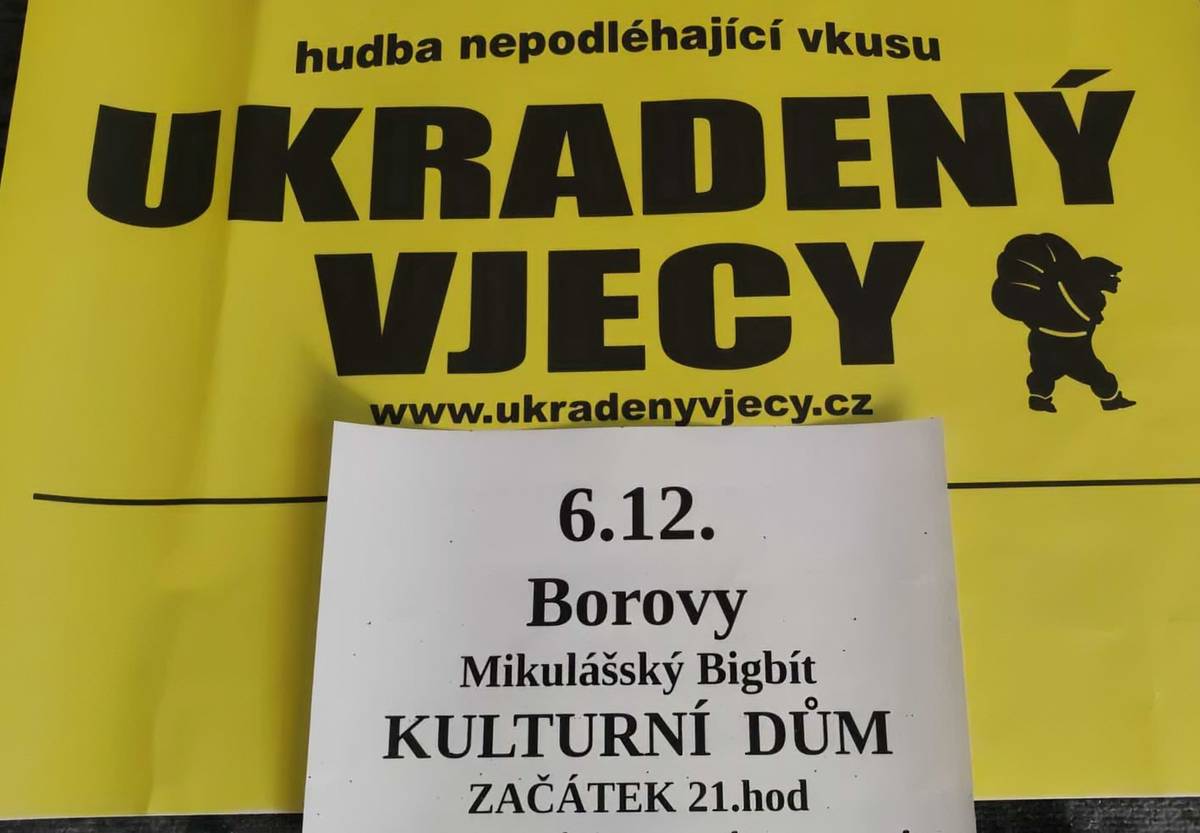 hudba nepodléhající vkusu
UKRADENÝ
VJECY
www.ukradenyvjecy.cz
6.12.
Borovy
Mikulášský Bigbít
KULTURNÍ DŮM
ZAČÁTEK 21.hod